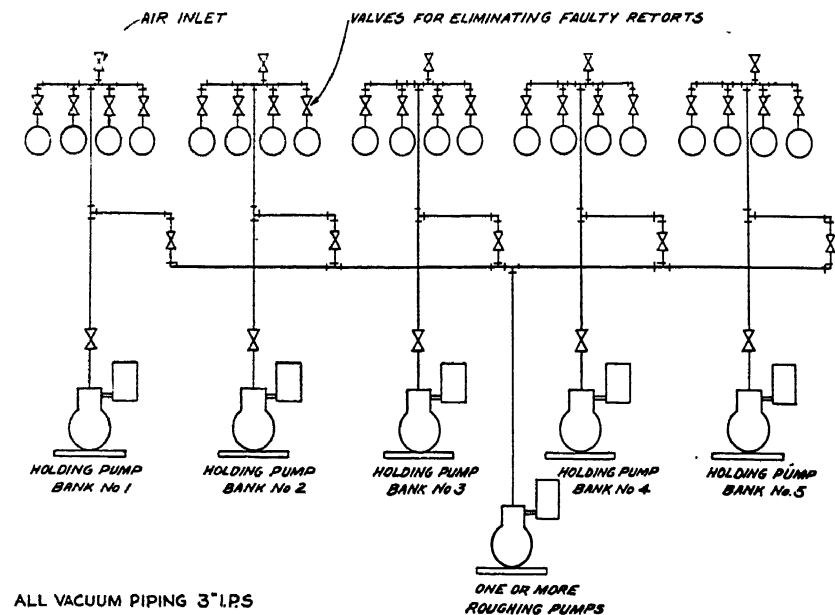 AIR INLET
VALVES FOR ELIMINATING FAULTY RETORTS
HOLDING PUMP
BANK No 1
HOLDING PUMP
BANK No 2
HOLDING PUMP
BANK No 3
HOLDING PUMP
BANK No 4
HOLDING PUMP
BANK No. 5
ONE OR MORE
ROUGHING PUMPS
ALL VACUUM PIPING 3" I.P.S